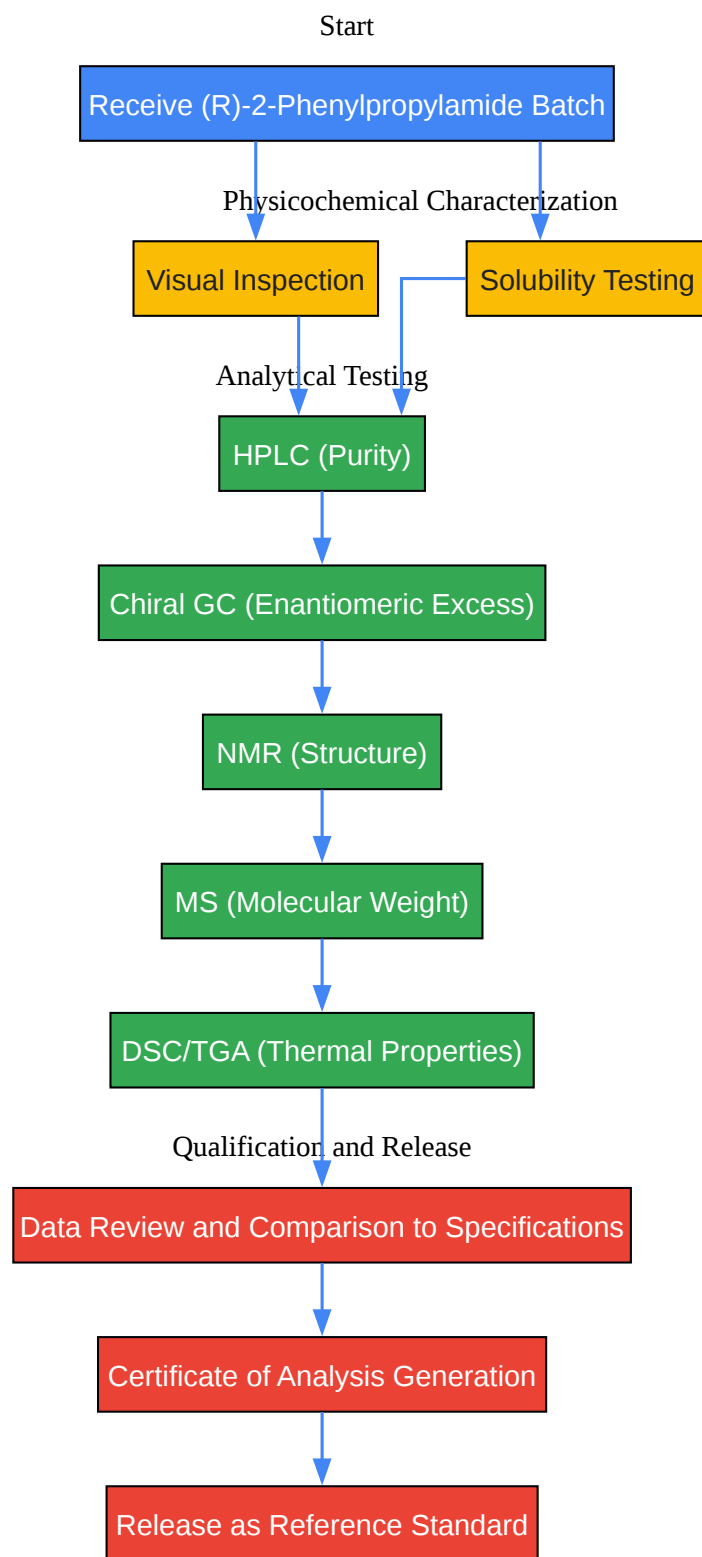 Start
Receive (R)-2-Phenylpropylamide Batch
Physicochemical Characterization
Visual Inspection
Solubility Testing
Analytical Testing
HPLC (Purity)
Chiral GC (Enantiomeric Excess)
NMR (Structure)
MS (Molecular Weight)
DSC/TGA (Thermal Properties)
Qualification and Release
Data Review and Comparison to Specifications
Certificate of Analysis Generation
Release as Reference Standard